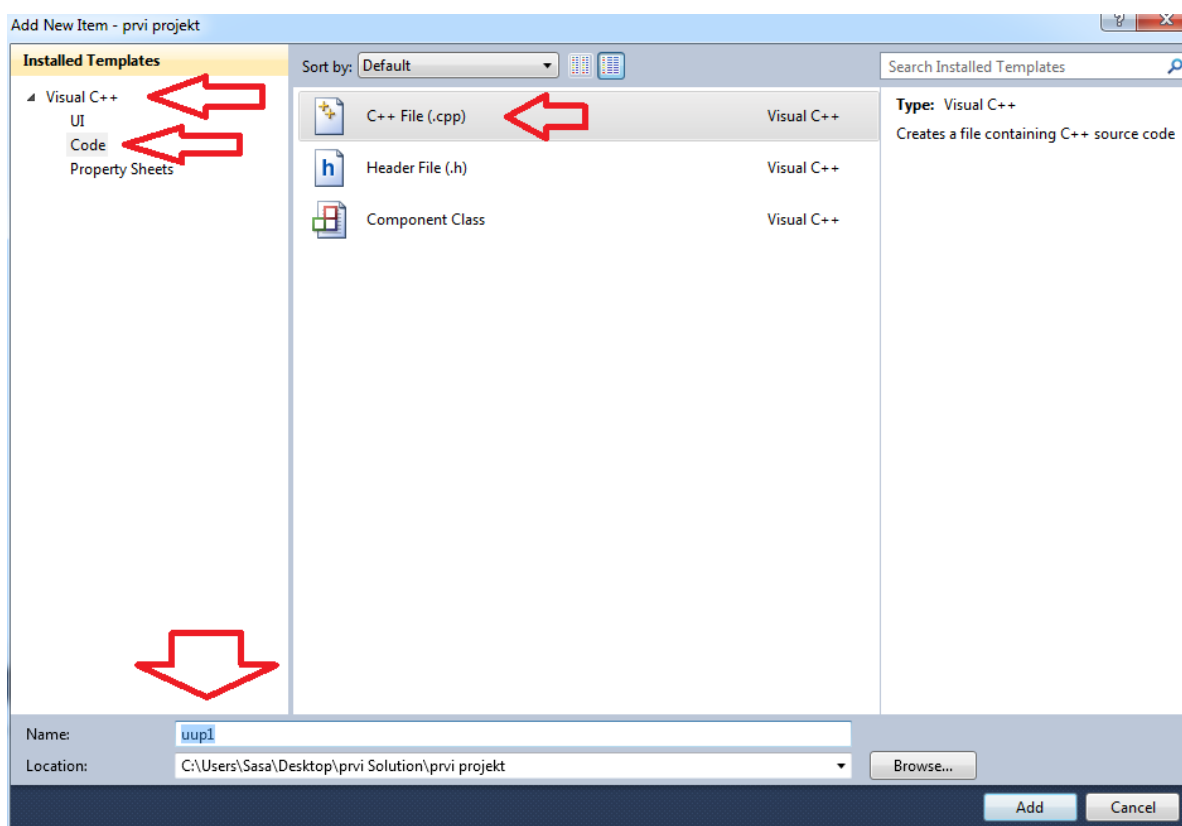 Add New Item - prvi projekt
Installed Templates
Visual C++
UI
Code
Property Sheets
Sort by: Default
C++ File (.cpp) Visual C++
Header File (.h) Visual C++
Component Class Visual C++
Search Installed Templates
Type: Visual C++
Creates a file containing C++ source code
Name: uup1
Location: C:\Users\Sasa\Desktop\prvi Solution\prvi projekt Browse...
Add Cancel